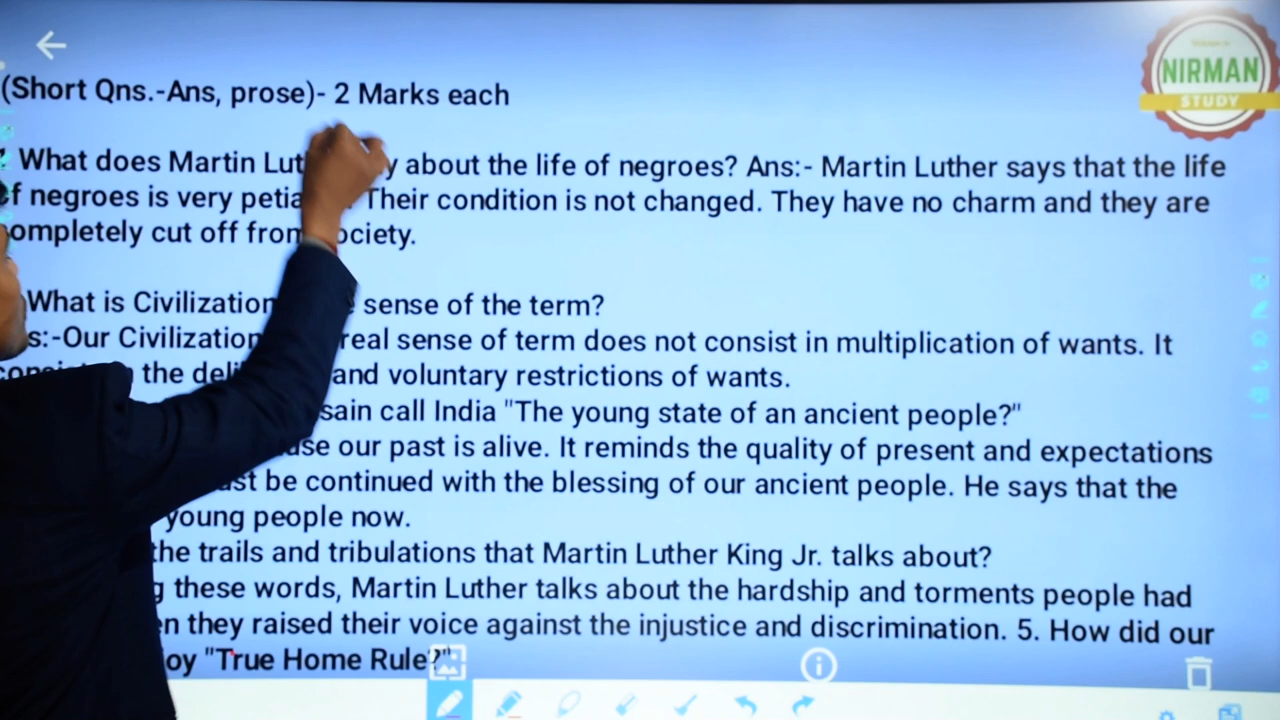 (Short Qns.-Ans, prose)- 2 Marks each
NIRMAN
STUDY
What does Martin about the life of negroes? Ans:- Martin Luther says that the life
of negroes is very Their condition is not changed. They have no charm and they are
completely cut off from society.
What is Civilization sense of the term?
s:-Our Civilization real sense of term does not consist in multiplication of wants. It
the and voluntary restrictions of wants.
sain call India "The young state of an ancient people?"
our past is alive. It reminds the quality of present and expectations
be continued with the blessing of our ancient people. He says that the
young people now.
the trails and tribulations that Martin Luther King Jr. talks about?
these words, Martin Luther talks about the hardship and torments people had
they raised their voice against the injustice and discrimination. 5. How did our
"True Home Rule?"